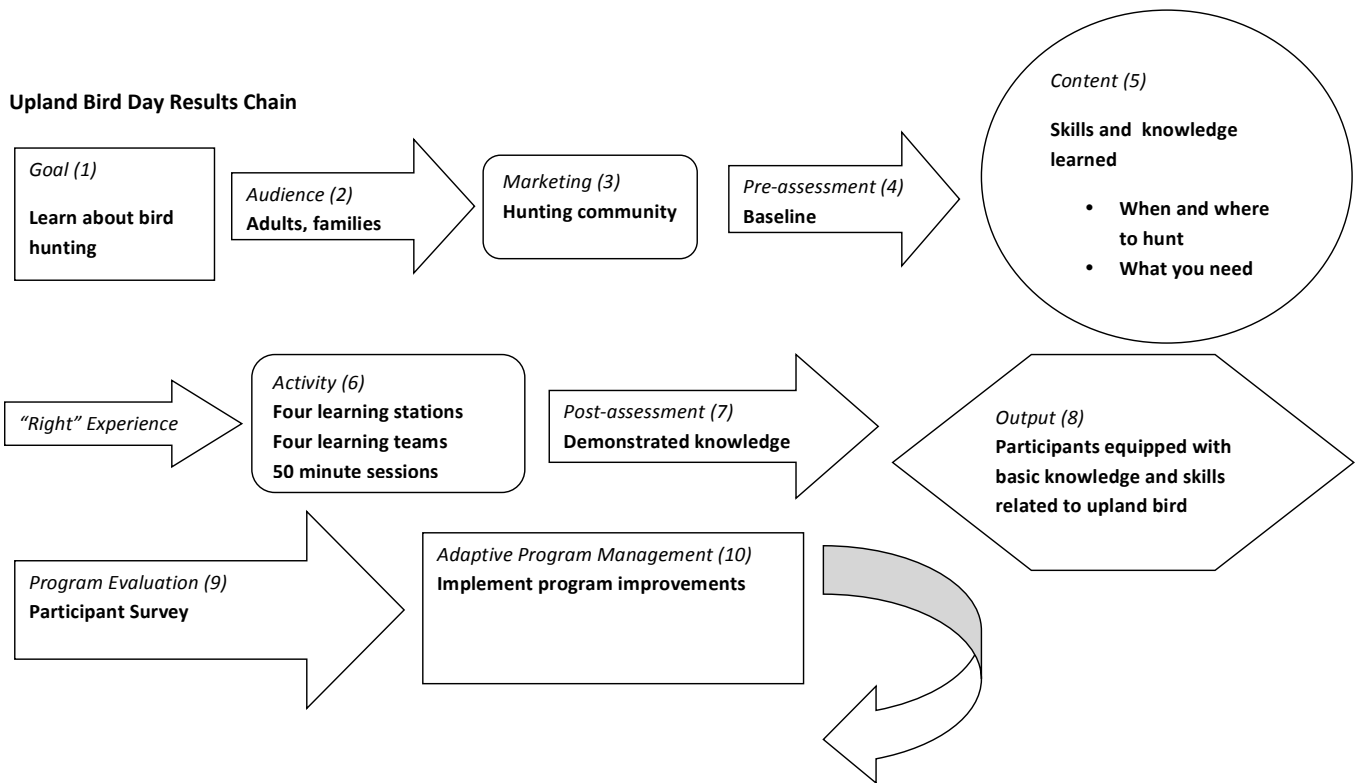 Upland Bird Day Results Chain
Goal (1)
Learn about bird
hunting
Audience (2)
Adults, families
Marketing (3)
Hunting community
Pre-assessment (4)
Baseline
Content (5)
Skills and knowledge
learned
• When and where
to hunt
• What you need
“Right” Experience
Activity (6)
Four learning stations
Four learning teams
50 minute sessions
Post-assessment (7)
Demonstrated knowledge
Output (8)
Participants equipped with
basic knowledge and skills
related to upland bird
Program Evaluation (9)
Participant Survey
Adaptive Program Management (10)
Implement program improvements